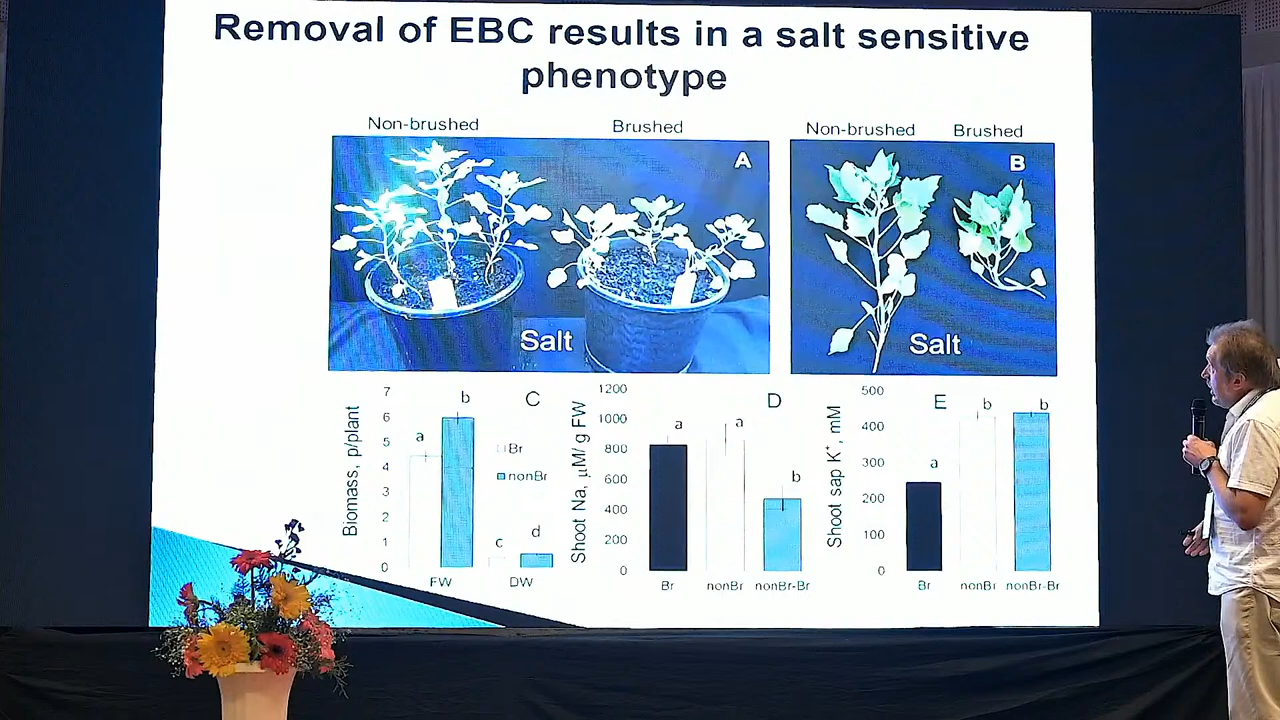 Removal of EBC results in a salt sensitive
phenotype
Non-brushed
Brushed
A
Salt
Non-brushed
Brushed
B
Salt
Biomass, p/plant
7
6
5
4
3
2
1
0
a
b
c
d
C
Br
nonBr
FW
DW
Shoot Na, μM/ g FW
1200
1000
800
600
400
200
0
a
a
b
D
Br
nonBr
nonBr-Br
Shoot sap K⁺, mM
500
400
300
200
100
0
a
b
b
E
Br
nonBr
nonBr-Br